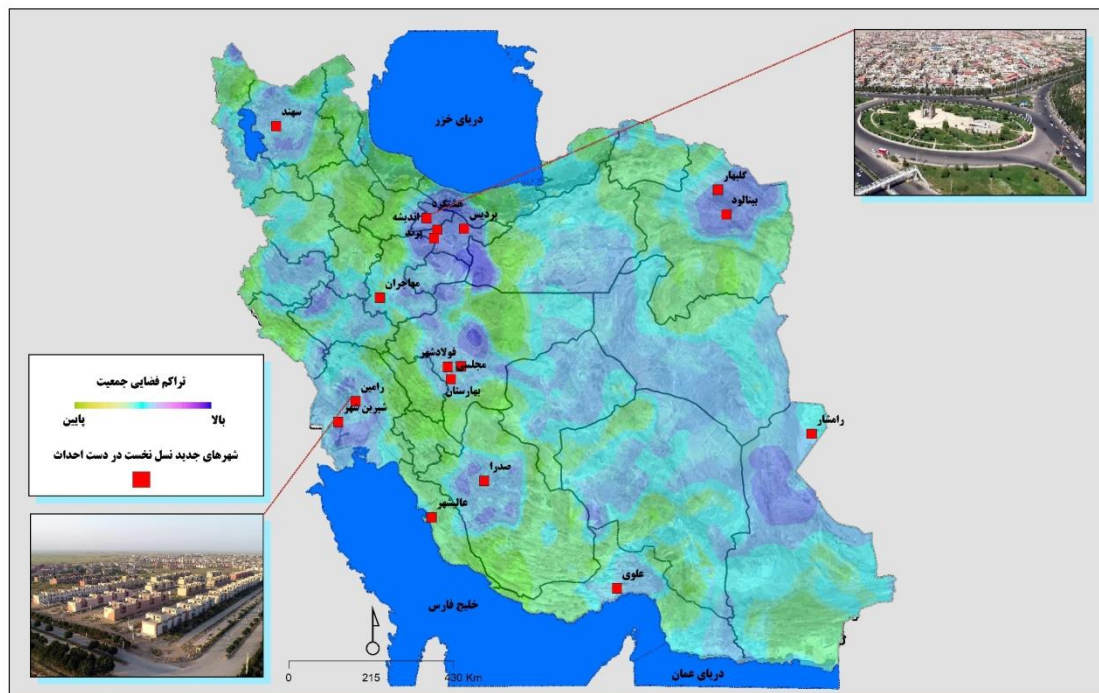 دریای خزر
سهند
گلبهار
بینالود
هشتگرد
اندیشه
پردیس
پرند
مهاجران
فولادشهر
مجلسی
بهارستان
رامین
شیرین شهر
رامشار
صدرا
عالیشهر
علوی
خلیج فارس
دریای عمان
تراکم فضایی جمعیت
بالا
پایین
شهرهای جدید نسل نخست در دست احداث
0 215 430 Km